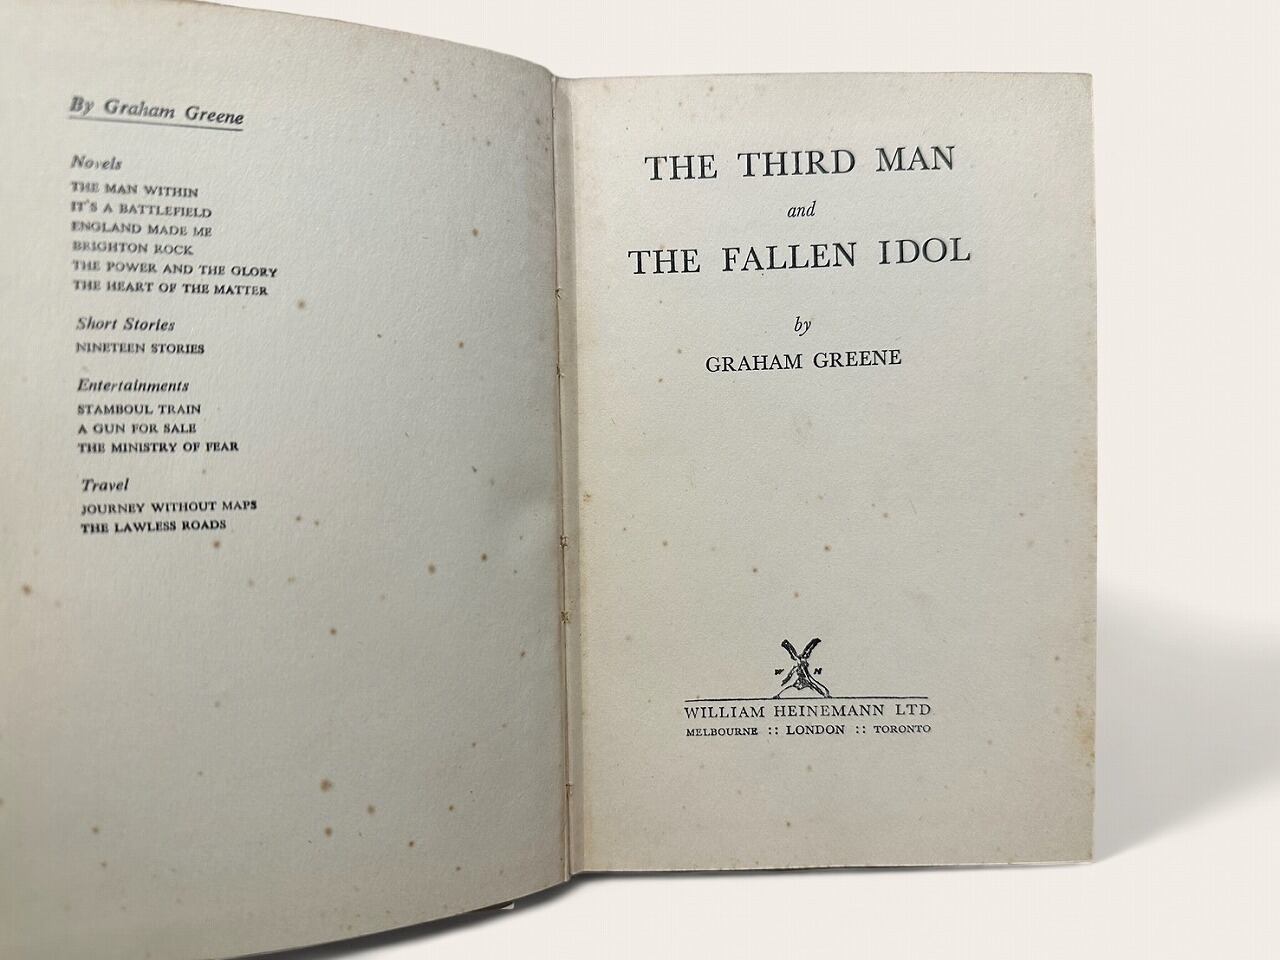 By Graham Greene
Novels
THE MAN WITHIN
IT'S A BATTLEFIELD
ENGLAND MADE ME
BRIGHTON ROCK
THE POWER AND THE GLORY
THE HEART OF THE MATTER
Short Stories
NINETEEN STORIES
Entertainments
STAMBOUL TRAIN
A GUN FOR SALE
THE MINISTRY OF FEAR
Travel
JOURNEY WITHOUT MAPS
THE LAWLESS ROADS
THE THIRD MAN
and
THE FALLEN IDOL
by
GRAHAM GREENE
W H
WILLIAM HEINEMANN LTD
MELBOURNE :: LONDON :: TORONTO